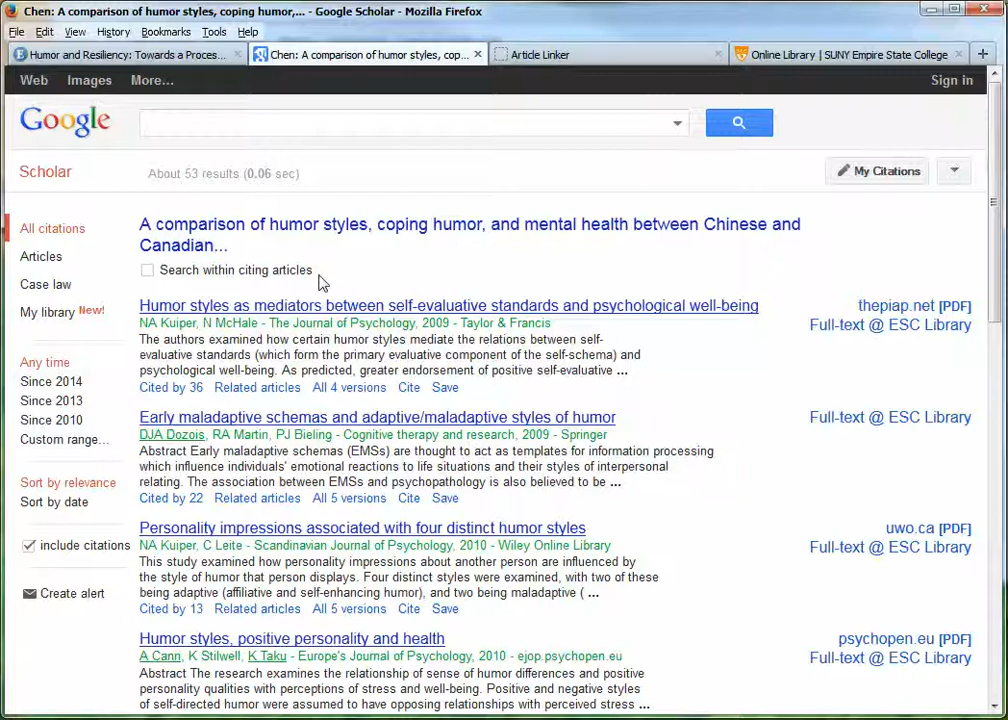 Chen: A comparison of humor styles, coping humor,... - Google Scholar - Mozilla Firefox
File Edit View History Bookmarks Tools Help
Humor and Resiliency: Towards a Proces... × Chen: A comparison of humor styles, cop... × Article Linker × Online Library | SUNY Empire State College × +
Web Images More... Sign in
Google
Scholar About 53 results (0.06 sec) My Citations
All citations
Articles
Case law
My library New!
Any time
Since 2014
Since 2013
Since 2010
Custom range...
Sort by relevance
Sort by date
include citations
Create alert
A comparison of humor styles, coping humor, and mental health between Chinese and
Canadian...
Search within citing articles
Humor styles as mediators between self-evaluative standards and psychological well-being
NA Kuiper, N McHale - The Journal of Psychology, 2009 - Taylor & Francis
The authors examined how certain humor styles mediate the relations between self-
evaluative standards (which form the primary evaluative component of the self-schema) and
psychological well-being. As predicted, greater endorsement of positive self-evaluative ...
Cited by 36 Related articles All 4 versions Cite Save
thepiap.net [PDF]
Full-text @ ESC Library
Early maladaptive schemas and adaptive/maladaptive styles of humor
DJA Dozois, RA Martin, PJ Bieling - Cognitive therapy and research, 2009 - Springer
Abstract Early maladaptive schemas (EMSs) are thought to act as templates for information processing
which influence individuals' emotional reactions to life situations and their styles of interpersonal
relating. The association between EMSs and psychopathology is also believed to be ...
Cited by 22 Related articles All 5 versions Cite Save
Full-text @ ESC Library
Personality impressions associated with four distinct humor styles
NA Kuiper, C Leite - Scandinavian Journal of Psychology, 2010 - Wiley Online Library
This study examined how personality impressions about another person are influenced by
the style of humor that person displays. Four distinct styles were examined, with two of these
being adaptive (affiliative and self-enhancing humor), and two being maladaptive ( ...
Cited by 13 Related articles All 5 versions Cite Save
uwo.ca [PDF]
Full-text @ ESC Library
Humor styles, positive personality and health
A Cann, K Stilwell, K Taku - Europe's Journal of Psychology, 2010 - ejop.psychopen.eu
Abstract The research examines the relationship of sense of humor differences and positive
personality qualities with perceptions of stress and well-being. Positive and negative styles
of self-directed humor were assumed to have opposing relationships with perceived stress ...
psychopen.eu [PDF]
Full-text @ ESC Library